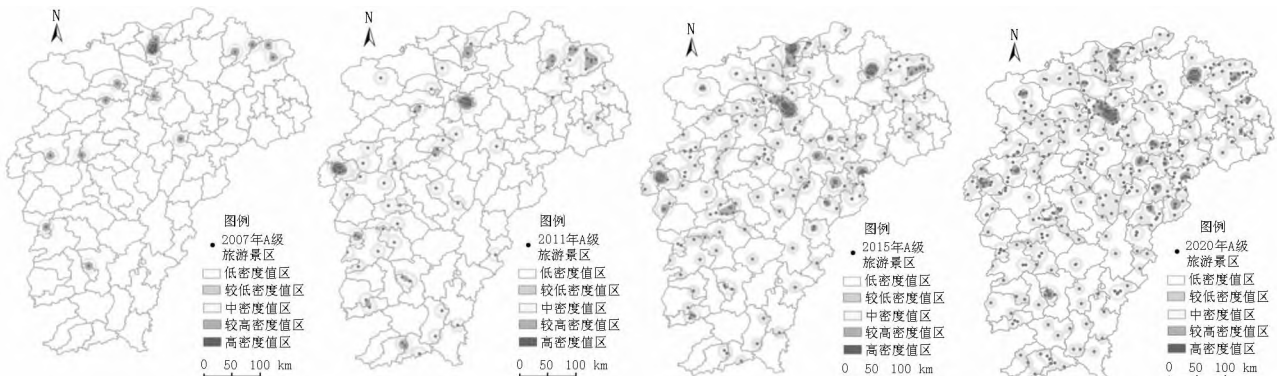 N
图例
2007年A级
旅游景区
低密度值区
较低密度值区
中密度值区
较高密度值区
高密度值区
0 50 100 km
N
图例
2011年A级
旅游景区
低密度值区
较低密度值区
中密度值区
较高密度值区
高密度值区
0 50 100 km
N
图例
2015年A级
旅游景区
低密度值区
较低密度值区
中密度值区
较高密度值区
高密度值区
0 50 100 km
N
图例
2020年A级
旅游景区
低密度值区
较低密度值区
中密度值区
较高密度值区
高密度值区
0 50 100 km